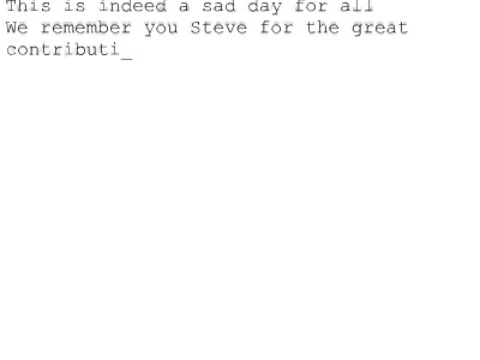 This is indeed a sad day for all
We remember you Steve for the great
contributi_